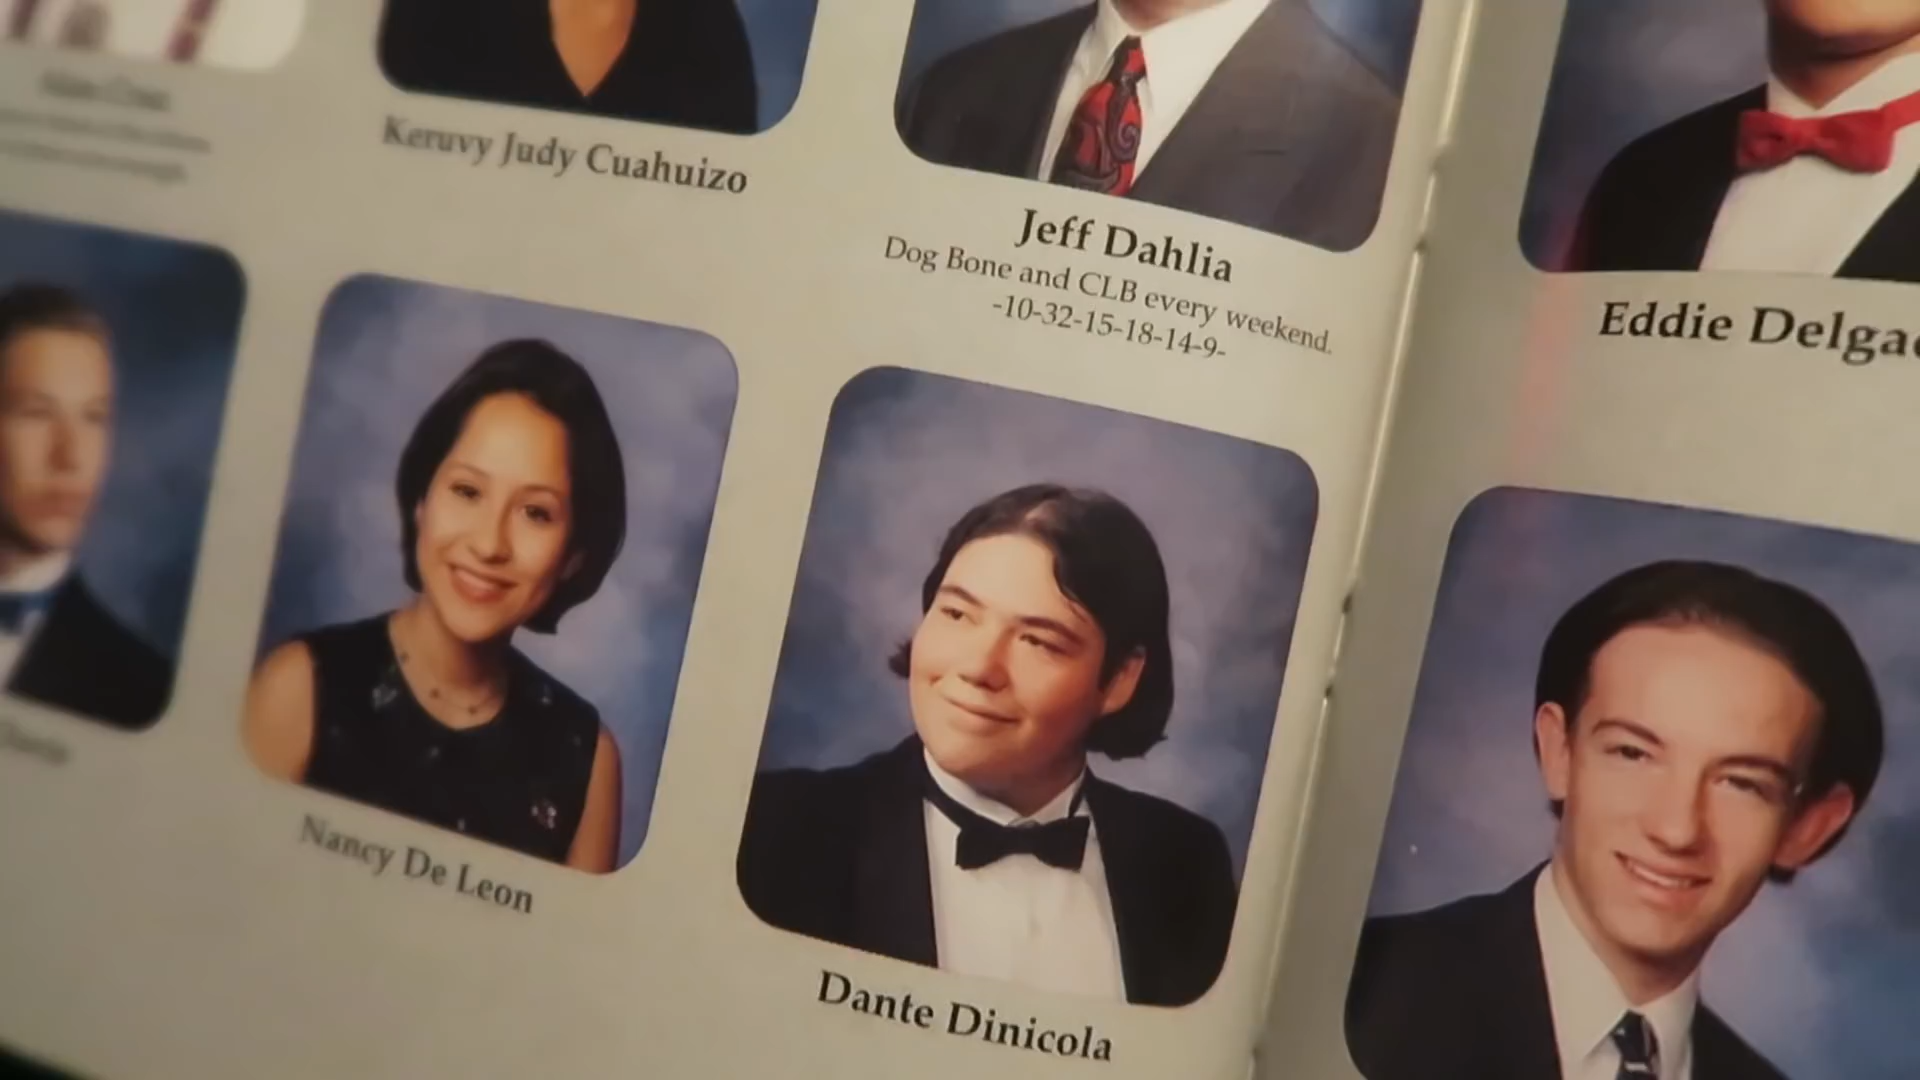 Keruvy Judy Cuahuizo
Jeff Dahlia
Dog Bone and CLB every weekend.
-10-32-15-18-14-9-
Eddie Delga
Nancy De Leon
Dante Dinicola